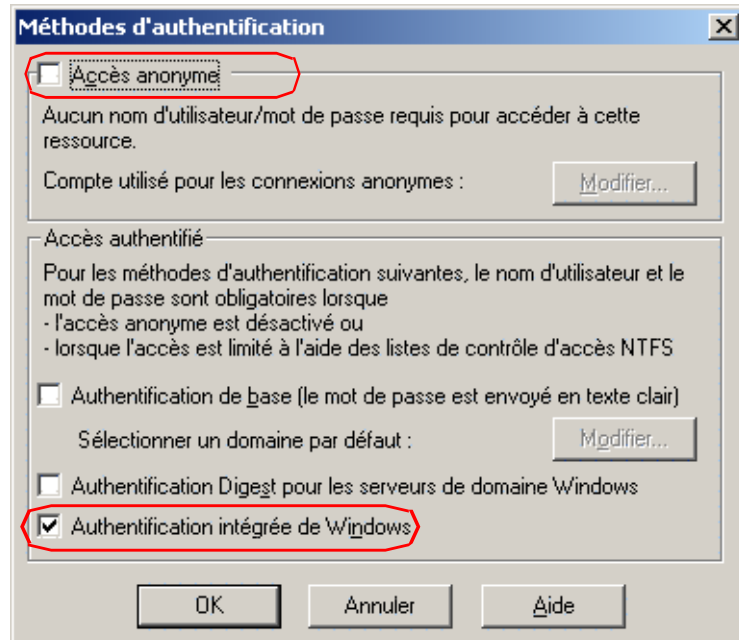 Méthodes d'authentification
Accès anonyme
Aucun nom d'utilisateur/mot de passe requis pour accéder à cette
ressource.
Compte utilisé pour les connexions anonymes :
Modifier...
Accès authentifié
Pour les méthodes d'authentification suivantes, le nom d'utilisateur et le
mot de passe sont obligatoires lorsque
- l'accès anonyme est désactivé ou
- lorsque l'accès est limité à l'aide des listes de contrôle d'accès NTFS
Authentification de base (le mot de passe est envoyé en texte clair)
Sélectionner un domaine par défaut :
Modifier...
Authentification Digest pour les serveurs de domaine Windows
Authentification intégrée de Windows
OK
Annuler
Aide